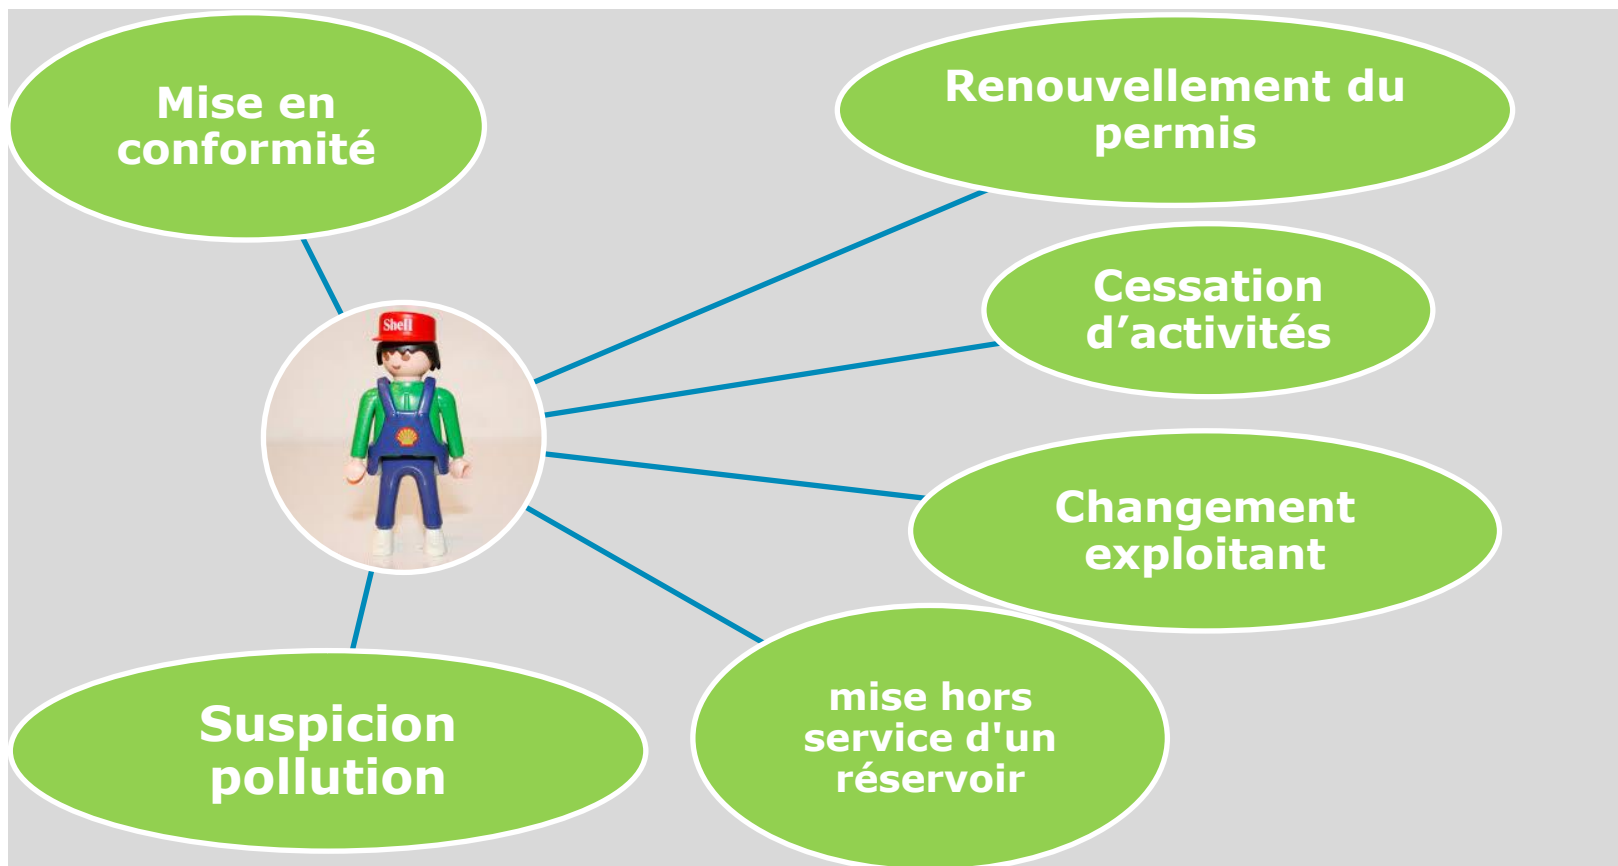 Mise en
conformité
Renouvellement du
permis
Cessation
d’activités
Shell
Changement
exploitant
mise hors
service d'un
réservoir
Suspicion
pollution